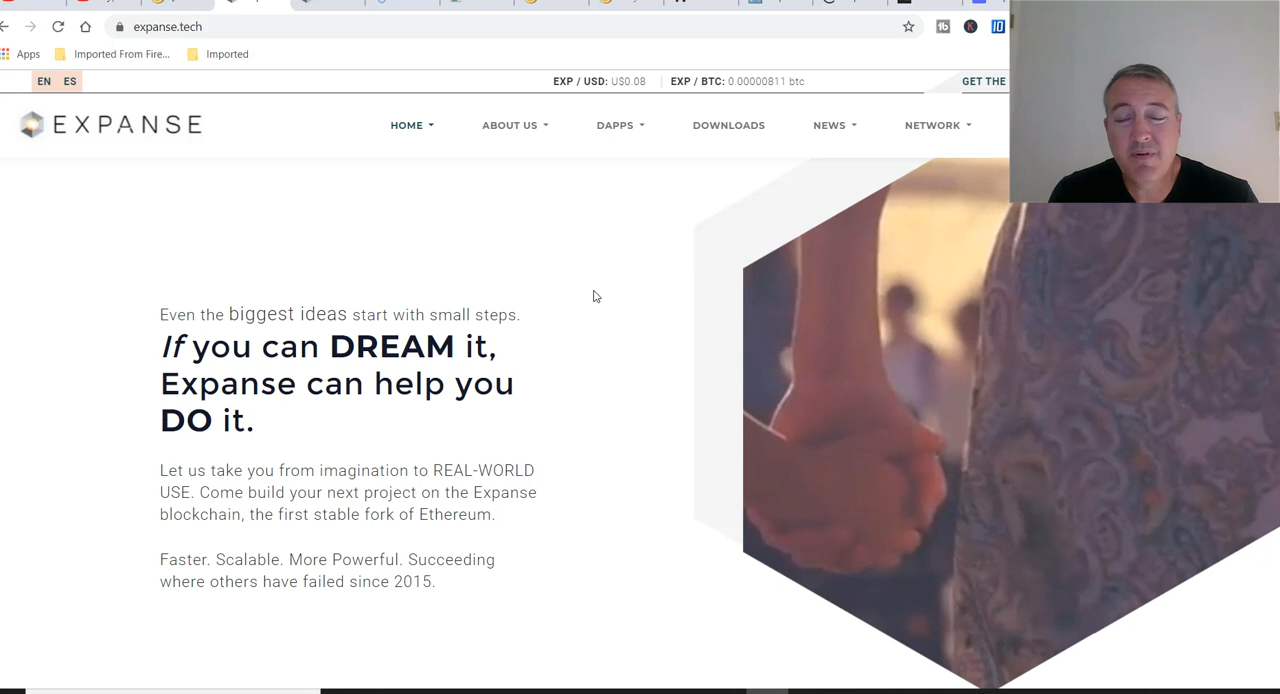 expanse.tech
Apps Imported From Fire... Imported
EN ES EXP / USD: U$0.08 EXP / BTC: 0.00000811 btc GET THE
EXPANSE HOME ABOUT US DAPPS DOWNLOADS NEWS NETWORK
Even the biggest ideas start with small steps.
If you can DREAM it,
Expanse can help you
DO it.
Let us take you from imagination to REAL-WORLD
USE. Come build your next project on the Expanse
blockchain, the first stable fork of Ethereum.
Faster. Scalable. More Powerful. Succeeding
where others have failed since 2015.